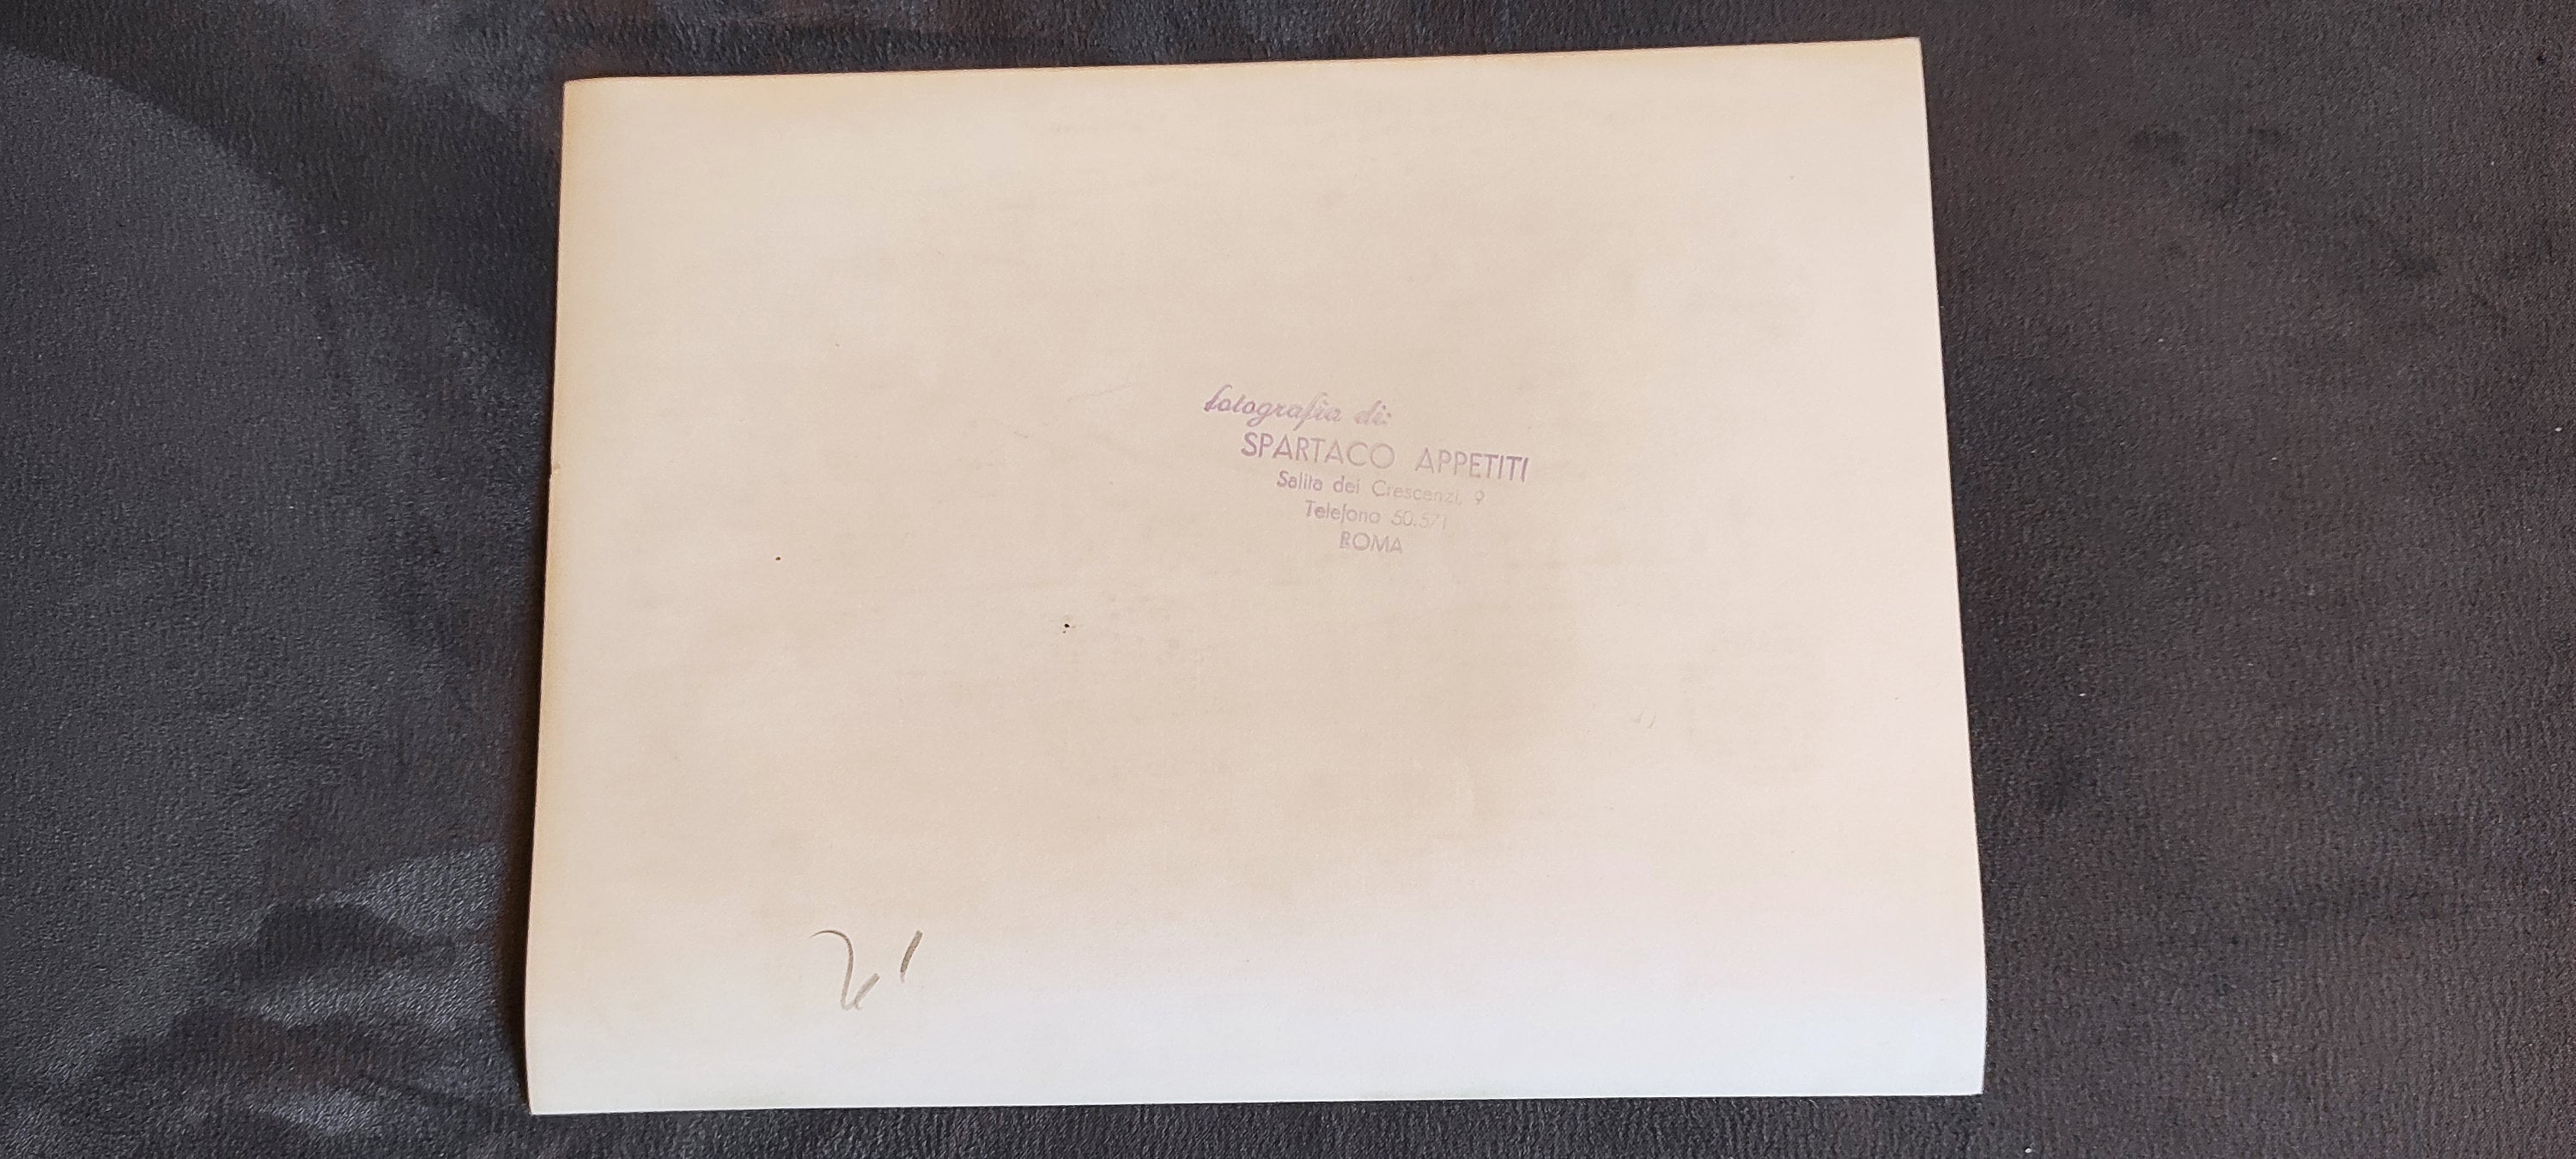 fotografia di:
SPARTACO APPETITI
Salita dei Crescenzi, 9
Telefono 50.571
ROMA